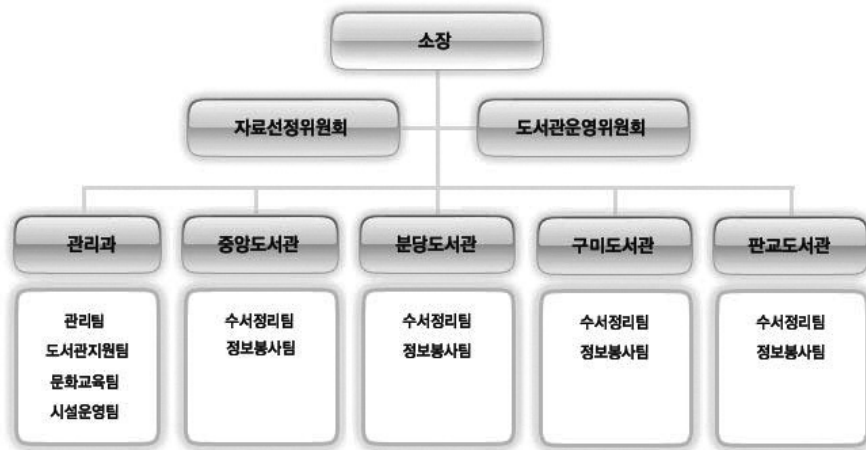 소장
자료선정위원회
도서관운영위원회
관리과
중앙도서관
분당도서관
구미도서관
판교도서관
관리팀
도서관지원팀
문화교육팀
시설운영팀
수서정리팀
정보봉사팀
수서정리팀
정보봉사팀
수서정리팀
정보봉사팀
수서정리팀
정보봉사팀